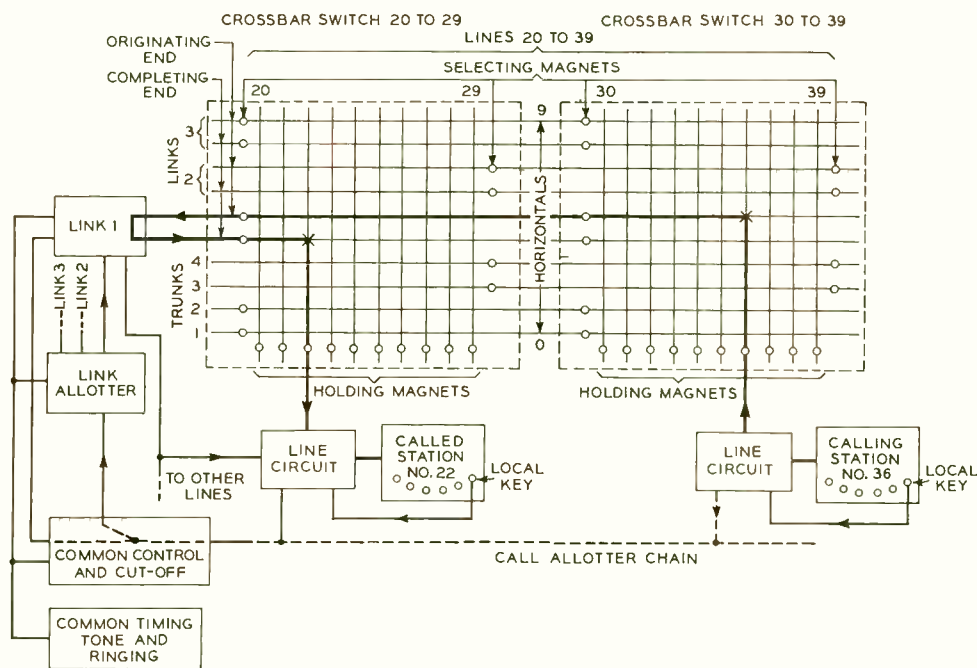 CROSSBAR SWITCH 20 TO 29
CROSSBAR SWITCH 30 TO 39
LINES 20 TO 39
ORIGINATING
END
COMPLETING
END
SELECTING MAGNETS
20
29
9
30
39
LINKS
3
2
HORIZONTALS
LINK 1
LINK 3
LINK 2
TRUNKS
4
3
2
1
0
LINK
ALLOTTER
HOLDING MAGNETS
HOLDING MAGNETS
TO OTHER
LINES
LINE
CIRCUIT
CALLED
STATION
NO. 22
LOCAL
KEY
LINE
CIRCUIT
CALLING
STATION
NO. 36
LOCAL
KEY
COMMON CONTROL
AND CUT-OFF
CALL ALLOTTER CHAIN
COMMON TIMING
TONE AND
RINGING